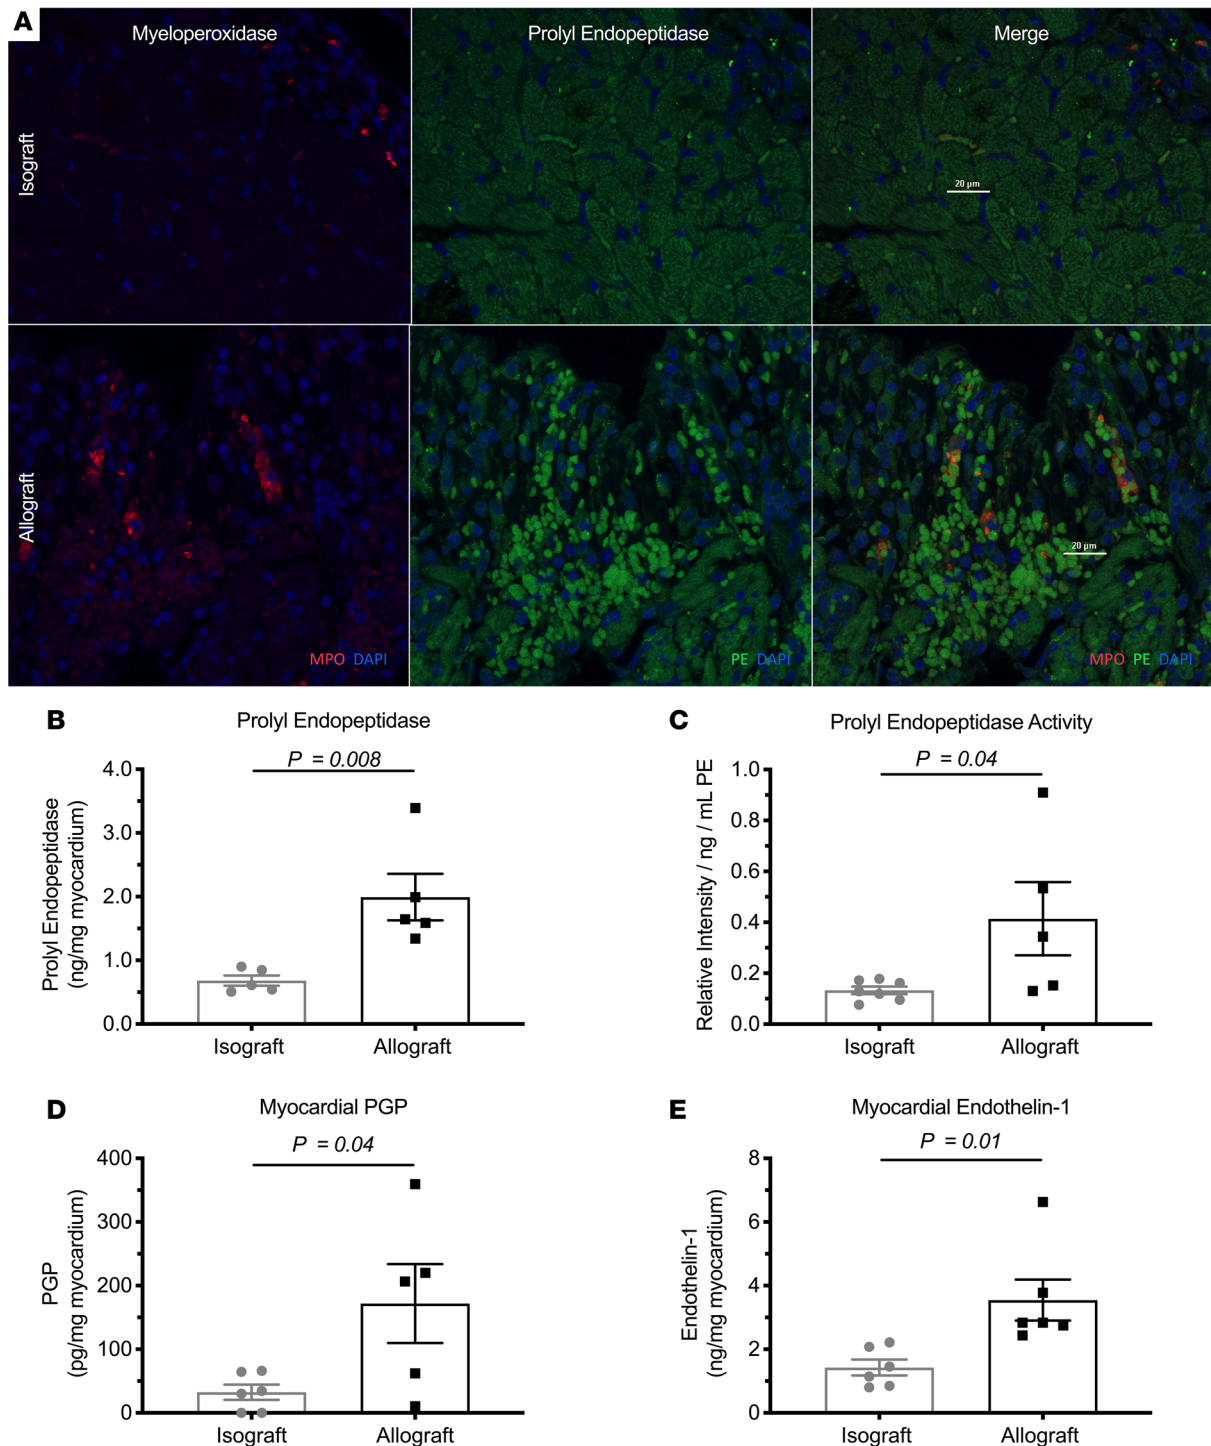 A
Myeloperoxidase
Prolyl Endopeptidase
Merge
Isograft
20 µm
Allograft
20 µm
MPO DAPI
PE DAPI
MPO PE DAPI
B
Prolyl Endopeptidase
P = 0.008
Prolyl Endopeptidase
(ng/mg myocardium)
4.0
3.0
2.0
1.0
0.0
Isograft
Allograft
C
Prolyl Endopeptidase Activity
P = 0.04
Relative Intensity / ng / mL PE
1.0
0.8
0.6
0.4
0.2
0.0
Isograft
Allograft
D
Myocardial PGP
P = 0.04
PGP
(pg/mg myocardium)
400
300
200
100
0
Isograft
Allograft
E
Myocardial Endothelin-1
P = 0.01
Endothelin-1
(ng/mg myocardium)
8
6
4
2
0
Isograft
Allograft